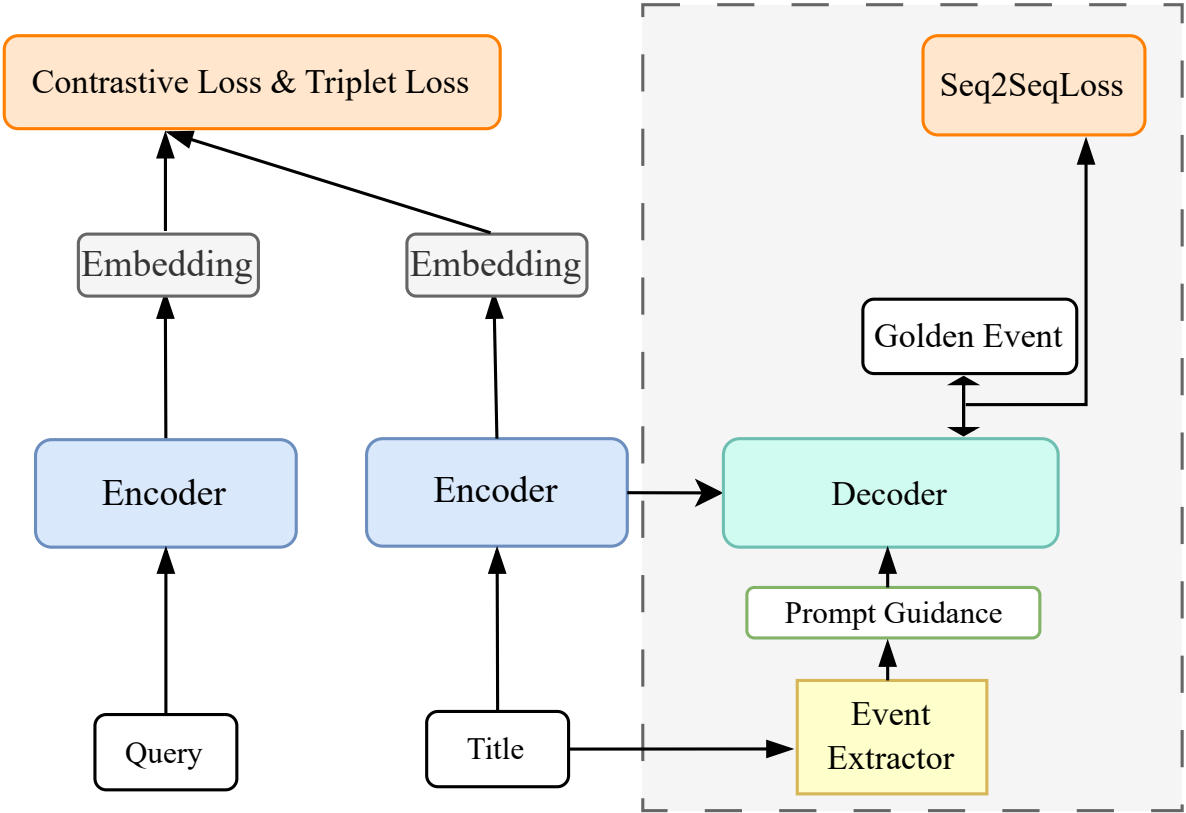 Contrastive Loss & Triplet Loss
Seq2SeqLoss
Embedding
Embedding
Golden Event
Encoder
Encoder
Decoder
Prompt Guidance
Query
Title
Event
Extractor